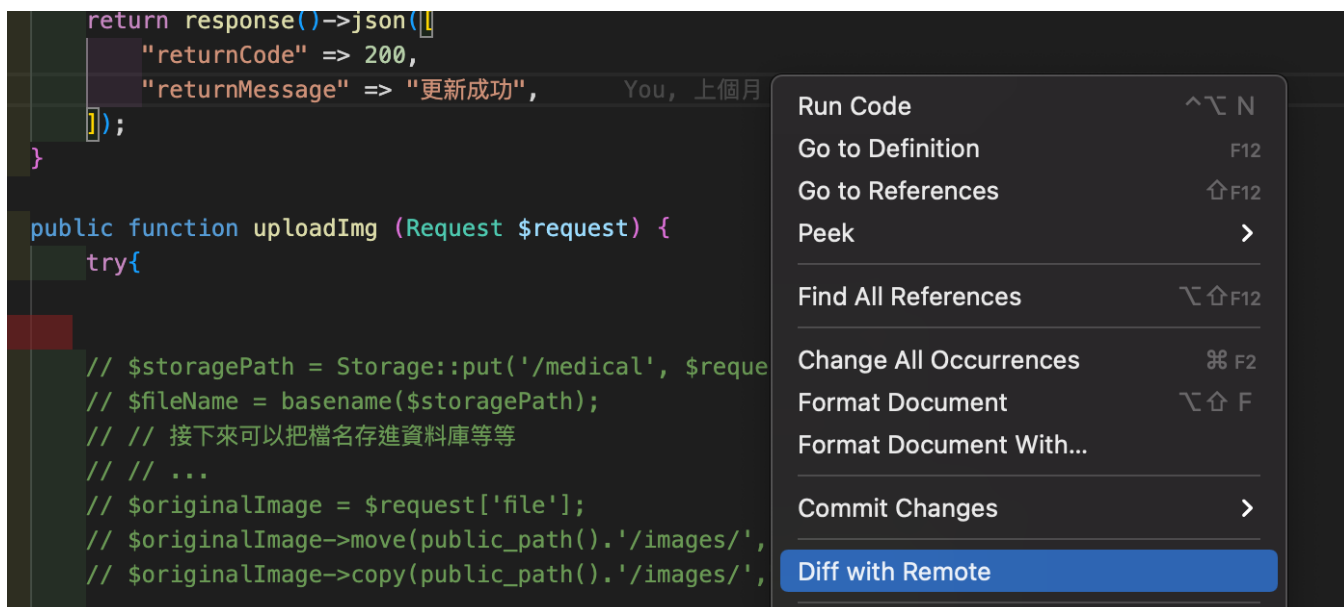 return response()->json([
"returnCode" => 200,
"returnMessage" => "更新成功",
You, 上個月
]);
}
public function uploadImg (Request $request) {
try{
// $storagePath = Storage::put('/medical', $reque
// $fileName = basename($storagePath);
// // 接下來可以把檔名存進資料庫等等
// // ...
// $originalImage = $request['file'];
// $originalImage->move(public_path().'/images/',
// $originalImage->copy(public_path().'/images/',
Run Code ^⌥ N
Go to Definition F12
Go to References ⇧F12
Peek
Find All References ⌥⇧F12
Change All Occurrences ⌘ F2
Format Document ⌥⇧ F
Format Document With...
Commit Changes
Diff with Remote